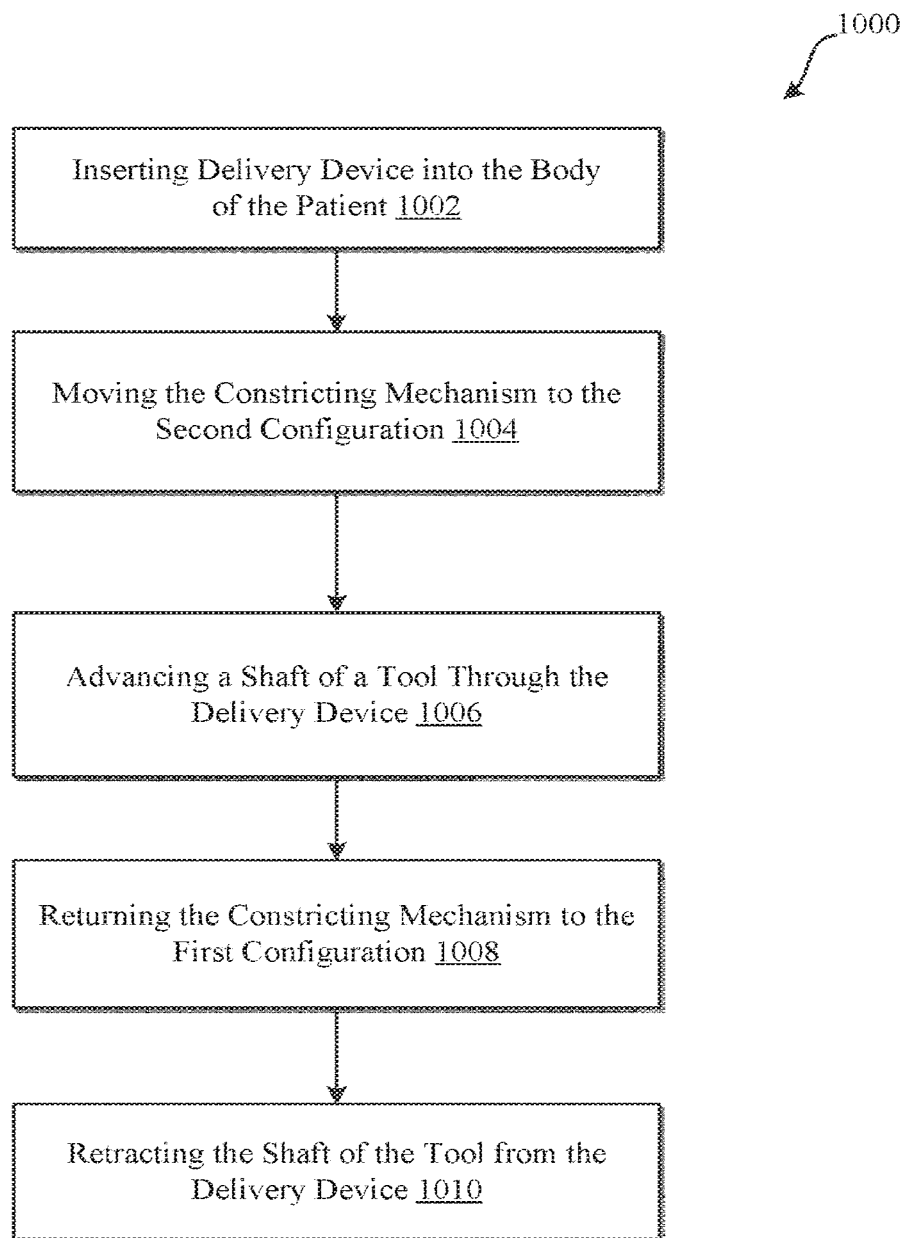 1000
Inserting Delivery Device into the Body
of the Patient 1002
Moving the Constricting Mechanism to the
Second Configuration 1004
Advancing a Shaft of a Tool Through the
Delivery Device 1006
Returning the Constricting Mechanism to the
First Configuration 1008
Retracting the Shaft of the Tool from the
Delivery Device 1010